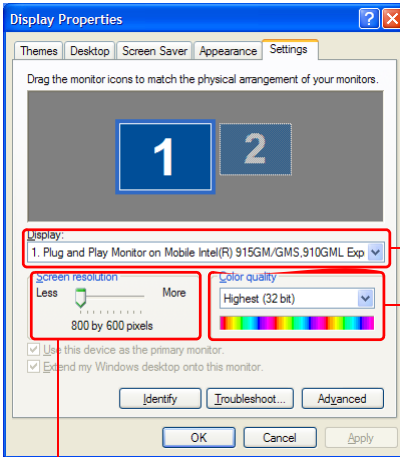 Display Properties
Themes Desktop Screen Saver Appearance Settings
Drag the monitor icons to match the physical arrangement of your monitors.
1 2
Display:
1. Plug and Play Monitor on Mobile Intel(R) 915GM/GMS,910GML Exp
Screen resolution
Less More
800 by 600 pixels
Color quality
Highest (32 bit)
Use this device as the primary monitor.
Extend my Windows desktop onto this monitor.
Identify Troubleshoot... Advanced
OK Cancel Apply